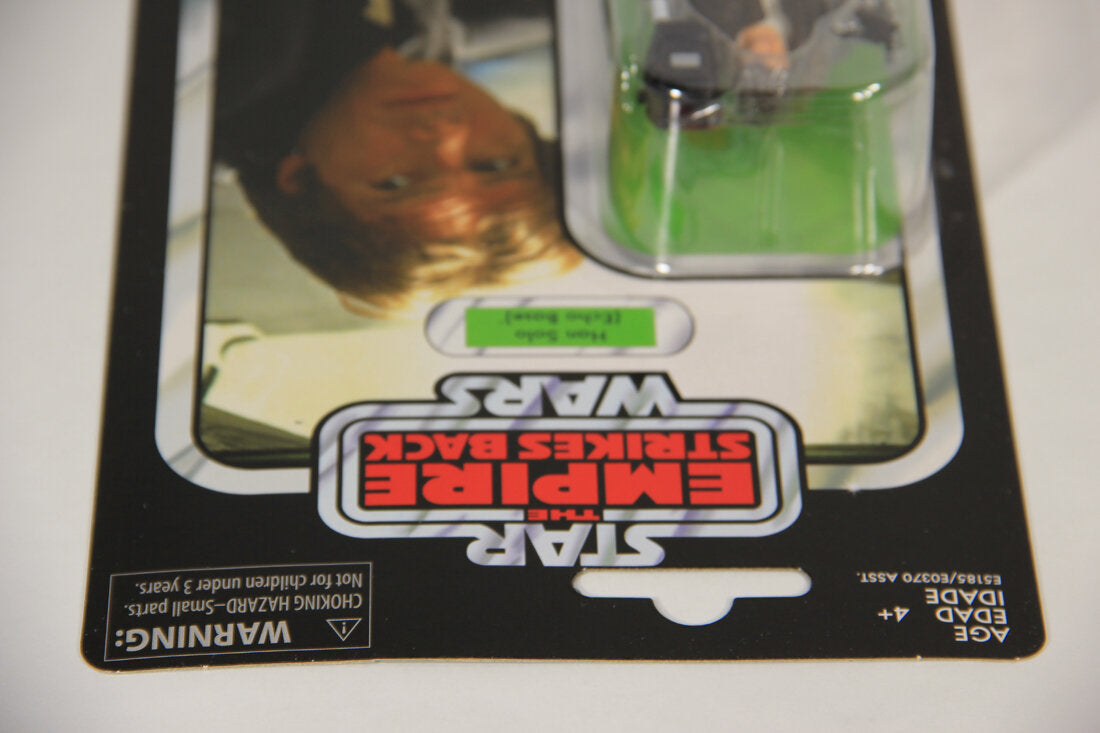 AGE
EDAD 4+
IDADE
E5185/E0370 ASST.
WARNING:
CHOKING HAZARD–Small parts.
Not for children under 3 years.
STAR
THE
EMPIRE
STRIKES BACK
WARS
Han Solo
(Echo Base)